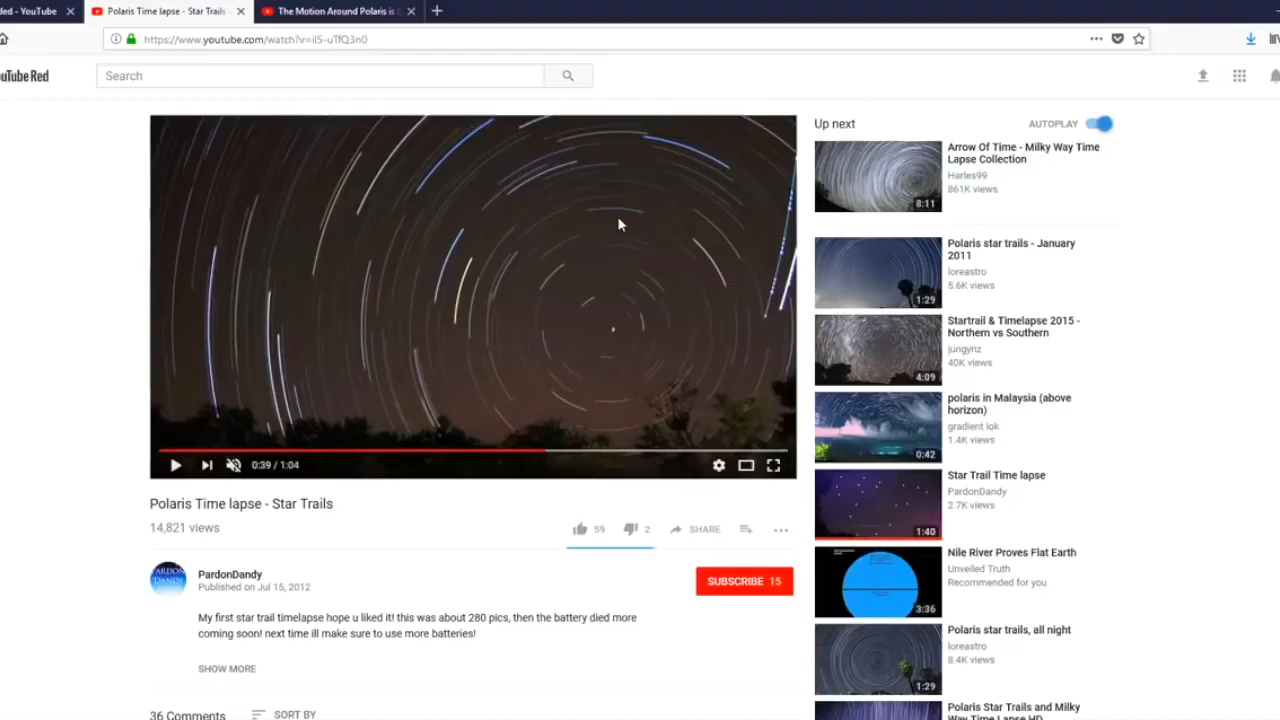 ded - YouTube
Polaris Time lapse - Star Trails
The Motion Around Polaris is
https://www.youtube.com/watch?v=
ouTube Red
Search
Up next
AUTOPLAY
Arrow Of Time - Milky Way Time
Lapse Collection
Harles99
861K views
8:11
Polaris star trails - January
2011
loreastro
5.6K views
1:29
Startrail & Timelapse 2015 -
Northern vs Southern
jungynz
40K views
4:09
polaris in Malaysia (above
horizon)
gradient lok
1.4K views
0:42
Star Trail Time lapse
PardonDandy
2.7K views
1:40
Nile River Proves Flat Earth
Unveiled Truth
Recommended for you
3:36
Polaris star trails, all night
loreastro
8.4K views
1:29
Polaris Star Trails and Milky
Way Time Lapse HD
0:39 / 1:04
Polaris Time lapse - Star Trails
14,821 views
59
2
SHARE
PARDON
DANDY
PardonDandy
Published on Jul 15, 2012
SUBSCRIBE 15
My first star trail timelapse hope u liked it! this was about 280 pics, then the battery died more
coming soon! next time ill make sure to use more batteries!
SHOW MORE
36 Comments
SORT BY